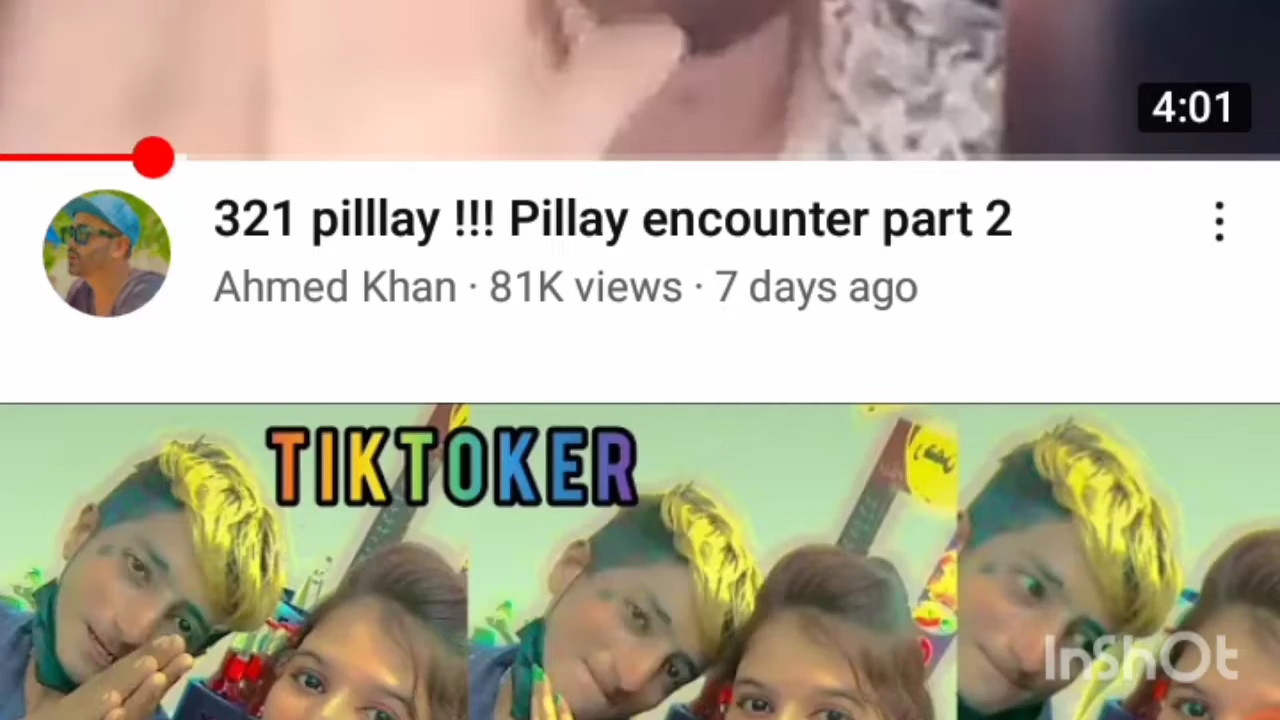 4:01
321 pilllay !!! Pillay encounter part 2
Ahmed Khan · 81K views · 7 days ago
TIKTOKER
InShOt